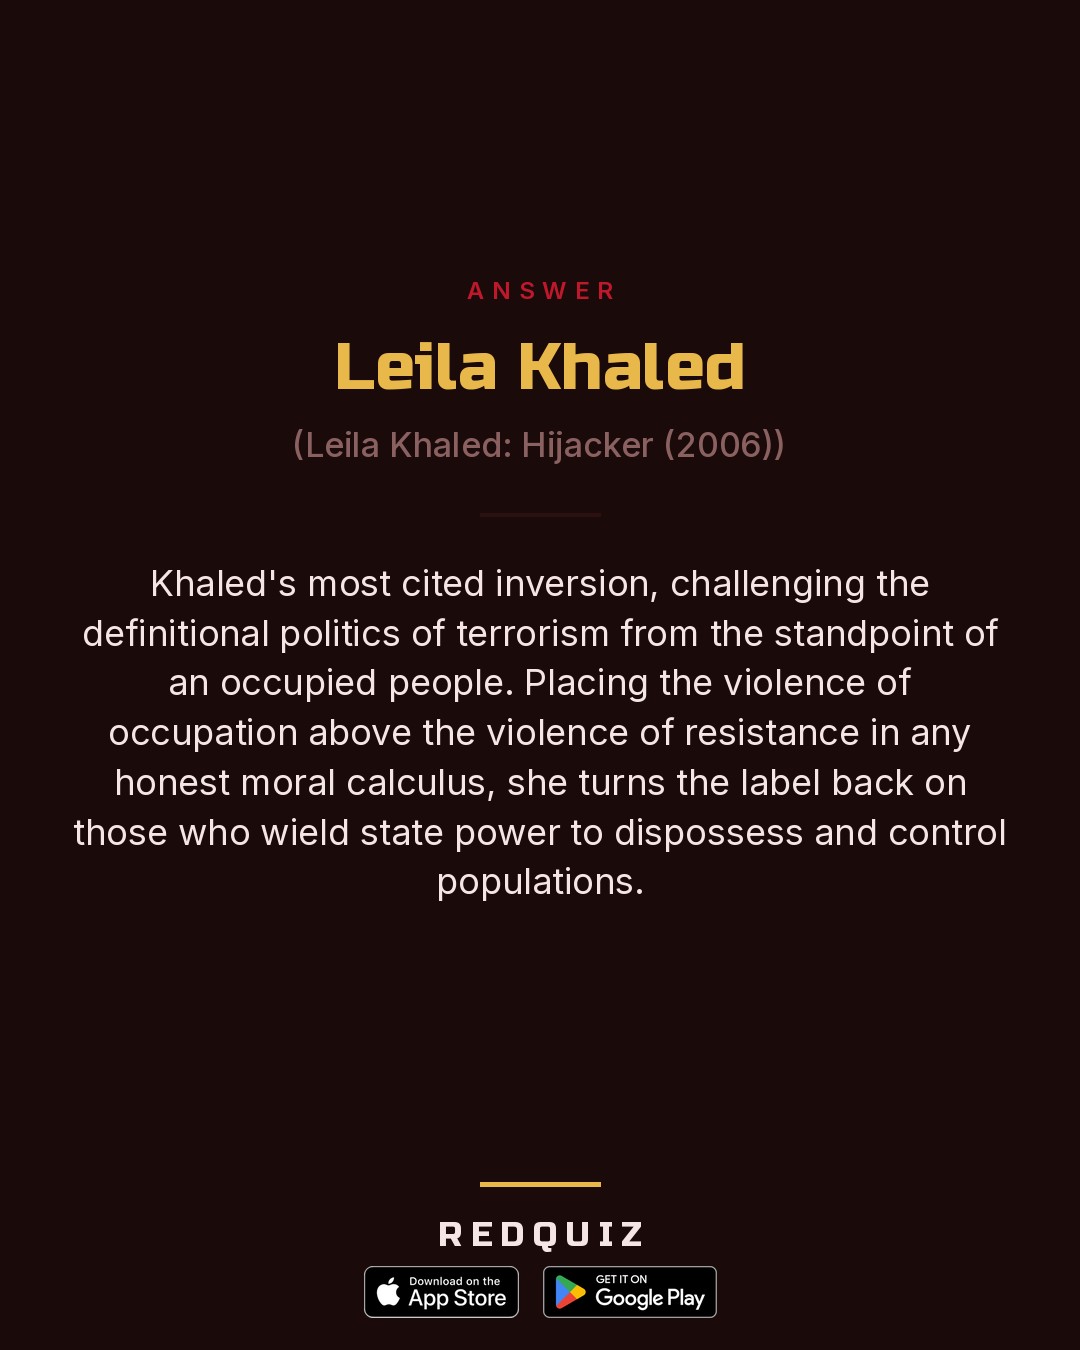 ANSWER
Leila Khaled
(Leila Khaled: Hijacker (2006))
Khaled's most cited inversion, challenging the
definitional politics of terrorism from the standpoint of
an occupied people. Placing the violence of
occupation above the violence of resistance in any
honest moral calculus, she turns the label back on
those who wield state power to dispossess and control
populations.
REDQUIZ
Download on the
App Store
GET IT ON
Google Play